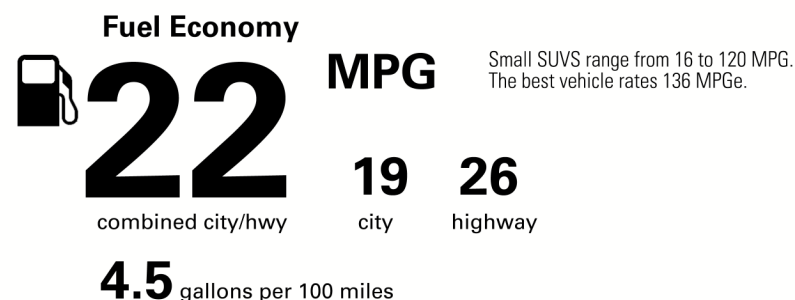 Fuel Economy
22 MPG
Small SUVS range from 16 to 120 MPG.
The best vehicle rates 136 MPGe.
combined city/hwy
19 city
26 highway
4.5 gallons per 100 miles